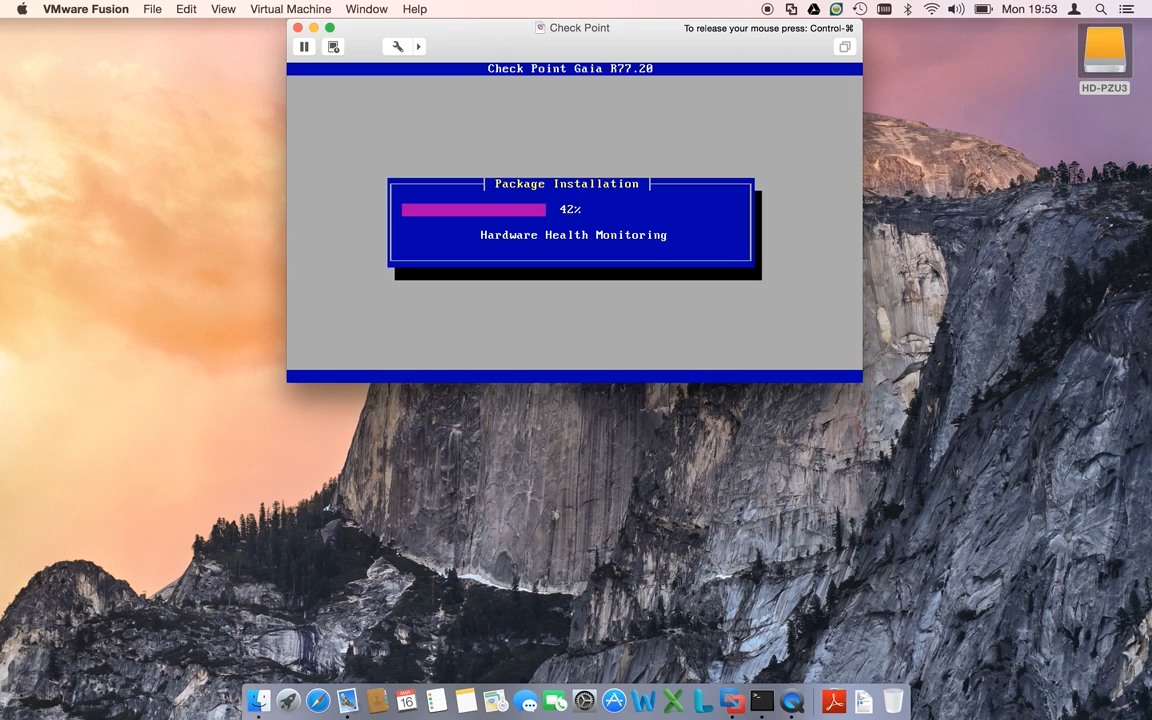 VMware Fusion File Edit View Virtual Machine Window Help Mon 19:53
Check Point To release your mouse press: Control-⌘
Check Point Gaia R77.20
HD-PZU3
Package Installation
42%
Hardware Health Monitoring
16